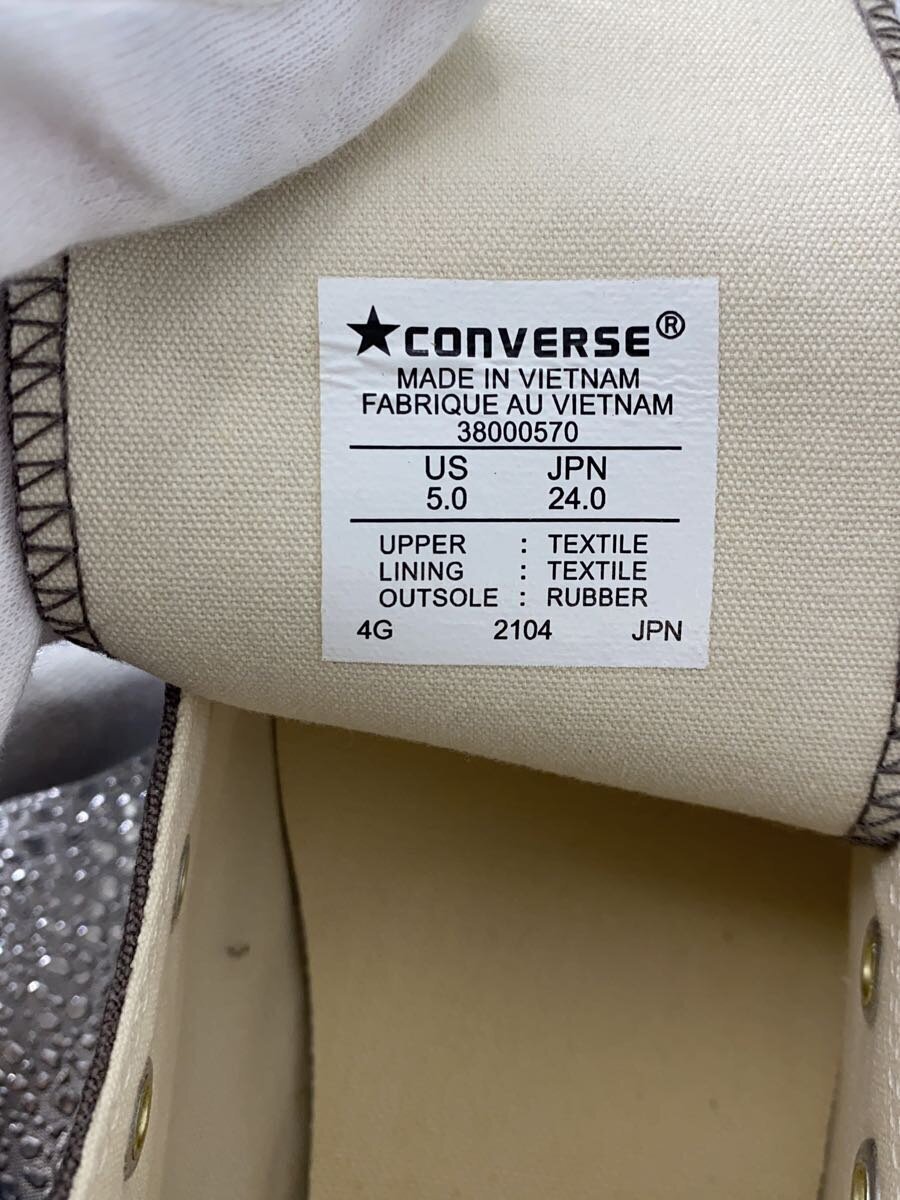 ★CONVERSE®
MADE IN VIETNAM
FABRIQUE AU VIETNAM
38000570
US JPN
5.0 24.0
UPPER : TEXTILE
LINING : TEXTILE
OUTSOLE : RUBBER
4G 2104 JPN